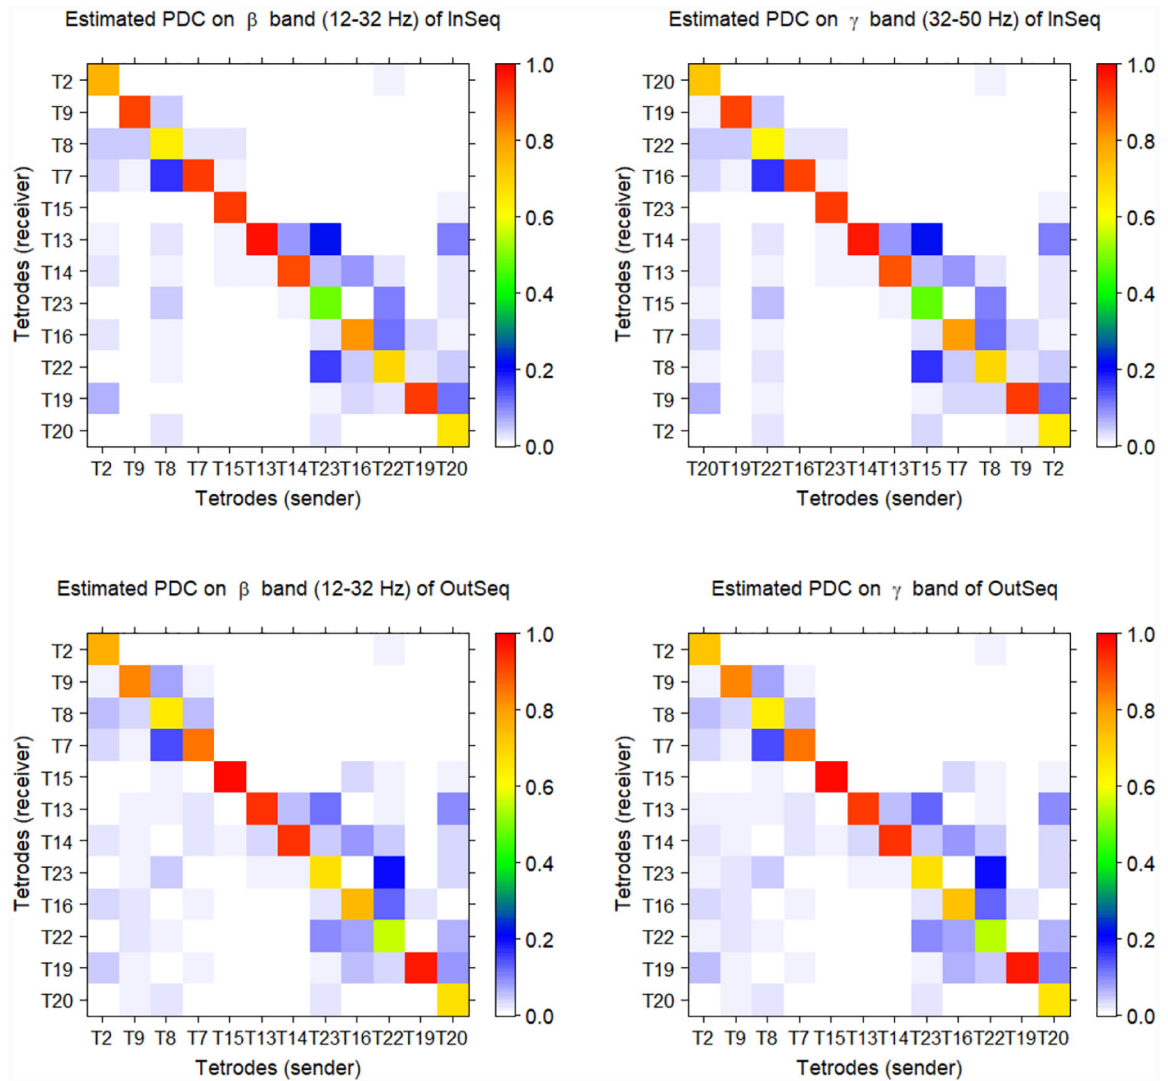 Estimated PDC on β band (12-32 Hz) of InSeq
T2
T9
T8
T7
T15
T13
T14
T23
T16
T22
T19
T20
Tetrodes (receiver)
T2 T9 T8 T7 T15 T13 T14 T23 T16 T22 T19 T20
Tetrodes (sender)
1.0
0.8
0.6
0.4
0.2
0.0
Estimated PDC on γ band (32-50 Hz) of InSeq
T20
T19
T22
T16
T23
T14
T13
T15
T7
T8
T9
T2
Tetrodes (receiver)
T20 T19 T22 T16 T23 T14 T13 T15 T7 T8 T9 T2
Tetrodes (sender)
1.0
0.8
0.6
0.4
0.2
0.0
Estimated PDC on β band (12-32 Hz) of OutSeq
T2
T9
T8
T7
T15
T13
T14
T23
T16
T22
T19
T20
Tetrodes (receiver)
T2 T9 T8 T7 T15 T13 T14 T23 T16 T22 T19 T20
Tetrodes (sender)
1.0
0.8
0.6
0.4
0.2
0.0
Estimated PDC on γ band of OutSeq
T2
T9
T8
T7
T15
T13
T14
T23
T16
T22
T19
T20
Tetrodes (receiver)
T2 T9 T8 T7 T15 T13 T14 T23 T16 T22 T19 T20
Tetrodes (sender)
1.0
0.8
0.6
0.4
0.2
0.0